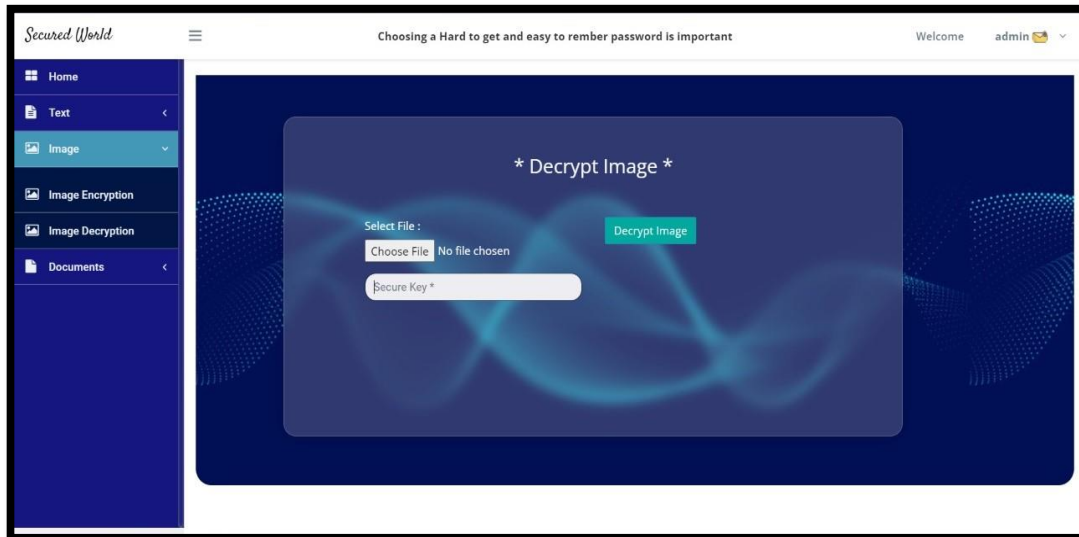 Secured World
Choosing a Hard to get and easy to rember password is important
Welcome admin
Home
Text
Image
Image Encryption
Image Decryption
Documents
* Decrypt Image *
Select File :
Choose File No file chosen
Decrypt Image
Secure Key *